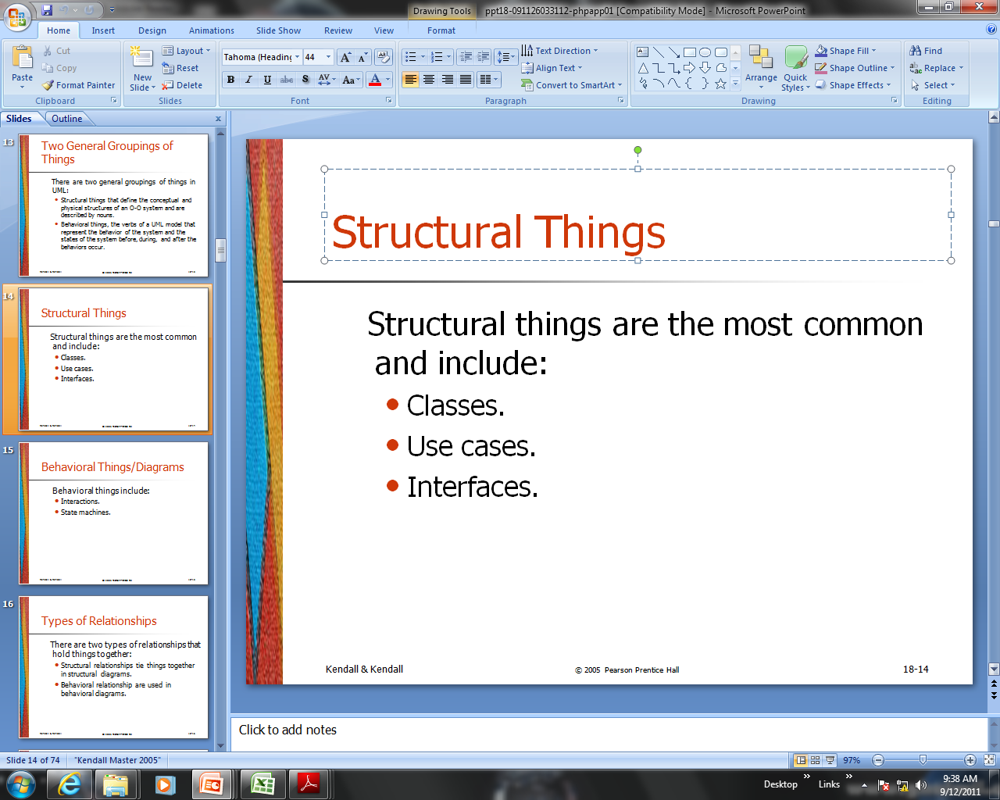 Drawing Tools
ppt18-091126033112-phpapp01 [Compatibility Mode] - Microsoft PowerPoint
Home Insert Design Animations Slide Show Review View Format
Paste
Cut
Copy
Format Painter
Clipboard
New
Slide
Layout
Reset
Delete
Slides
Tahoma (Heading 44
B I U abc S AV Aa A
Font
Text Direction
Align Text
Convert to SmartArt
Paragraph
Arrange
Quick
Styles
Shape Fill
Shape Outline
Shape Effects
Drawing
Find
Replace
Select
Editing
Slides Outline x
13
Two General Groupings of
Things
There are two general groupings of things in
UML:
Structural things that define the conceptual and
physical structures of an O-O system and are
described by nouns.
Behavioral things, the verbs of a UML model that
represent the behavior of the system and the
states of the system before, during, and after the
behaviors occur.
14
Structural Things
Structural things are the most common
and include:
• Classes.
• Use cases.
• Interfaces.
15
Behavioral Things/Diagrams
Behavioral things include:
• Interactions.
• State machines.
16
Types of Relationships
There are two types of relationships that
hold things together:
• Structural relationships tie things together
in structural diagrams.
• Behavioral relationship are used in
behavioral diagrams.
Structural Things
Structural things are the most common
and include:
• Classes.
• Use cases.
• Interfaces.
Kendall & Kendall
© 2005 Pearson Prentice Hall
18-14
Click to add notes
Slide 14 of 74
"Kendall Master 2005"
97%
Desktop »
Links »
9:38 AM
9/12/2011